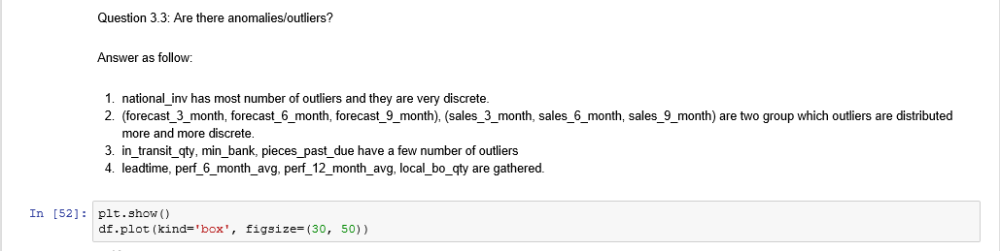 Question 3.3: Are there anomalies/outliers?
Answer as follow:
1. national_inv has most number of outliers and they are very discrete.
2. (forecast_3_month, forecast_6_month, forecast_9_month), (sales_3_month, sales_6_month, sales_9_month) are two group which outliers are distributed
more and more discrete.
3. in_transit_qty, min_bank, pieces_past_due have a few number of outliers
4. leadtime, perf_6_month_avg, perf_12_month_avg, local_bo_qty are gathered.
In [52]: plt.show()
df.plot(kind='box', figsize=(30, 50))